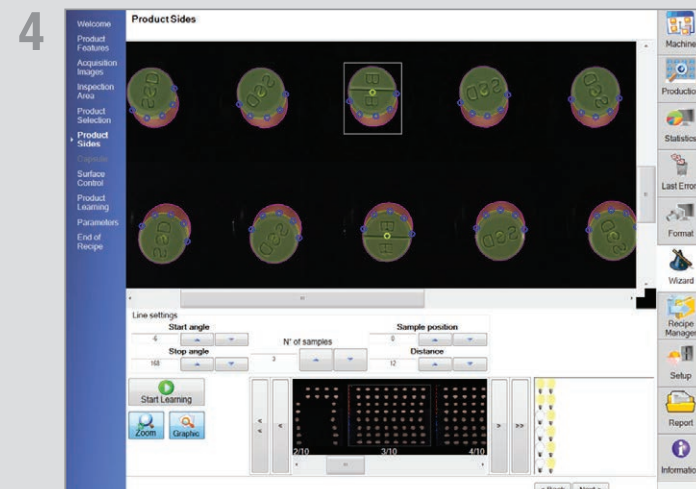 4
Product Sides
Welcome
Product
Features
Acquisition
Images
Inspection
Area
Product
Selection
Product
Sides
Capsule
Surface
Control
Product
Learning
Parameters
End of
Recipe
Line settings
Start angle
-6
Stop angle
168
N° of samples
3
Sample position
0
Distance
12
Start Learning
Zoom
Graphic
<
<
<
2/10
3/10
4/10
>
>>
< Back
Next >
Machine
Production
Statistics
Last Error
Format
Wizard
Recipe
Manager
Setup
Report
Information